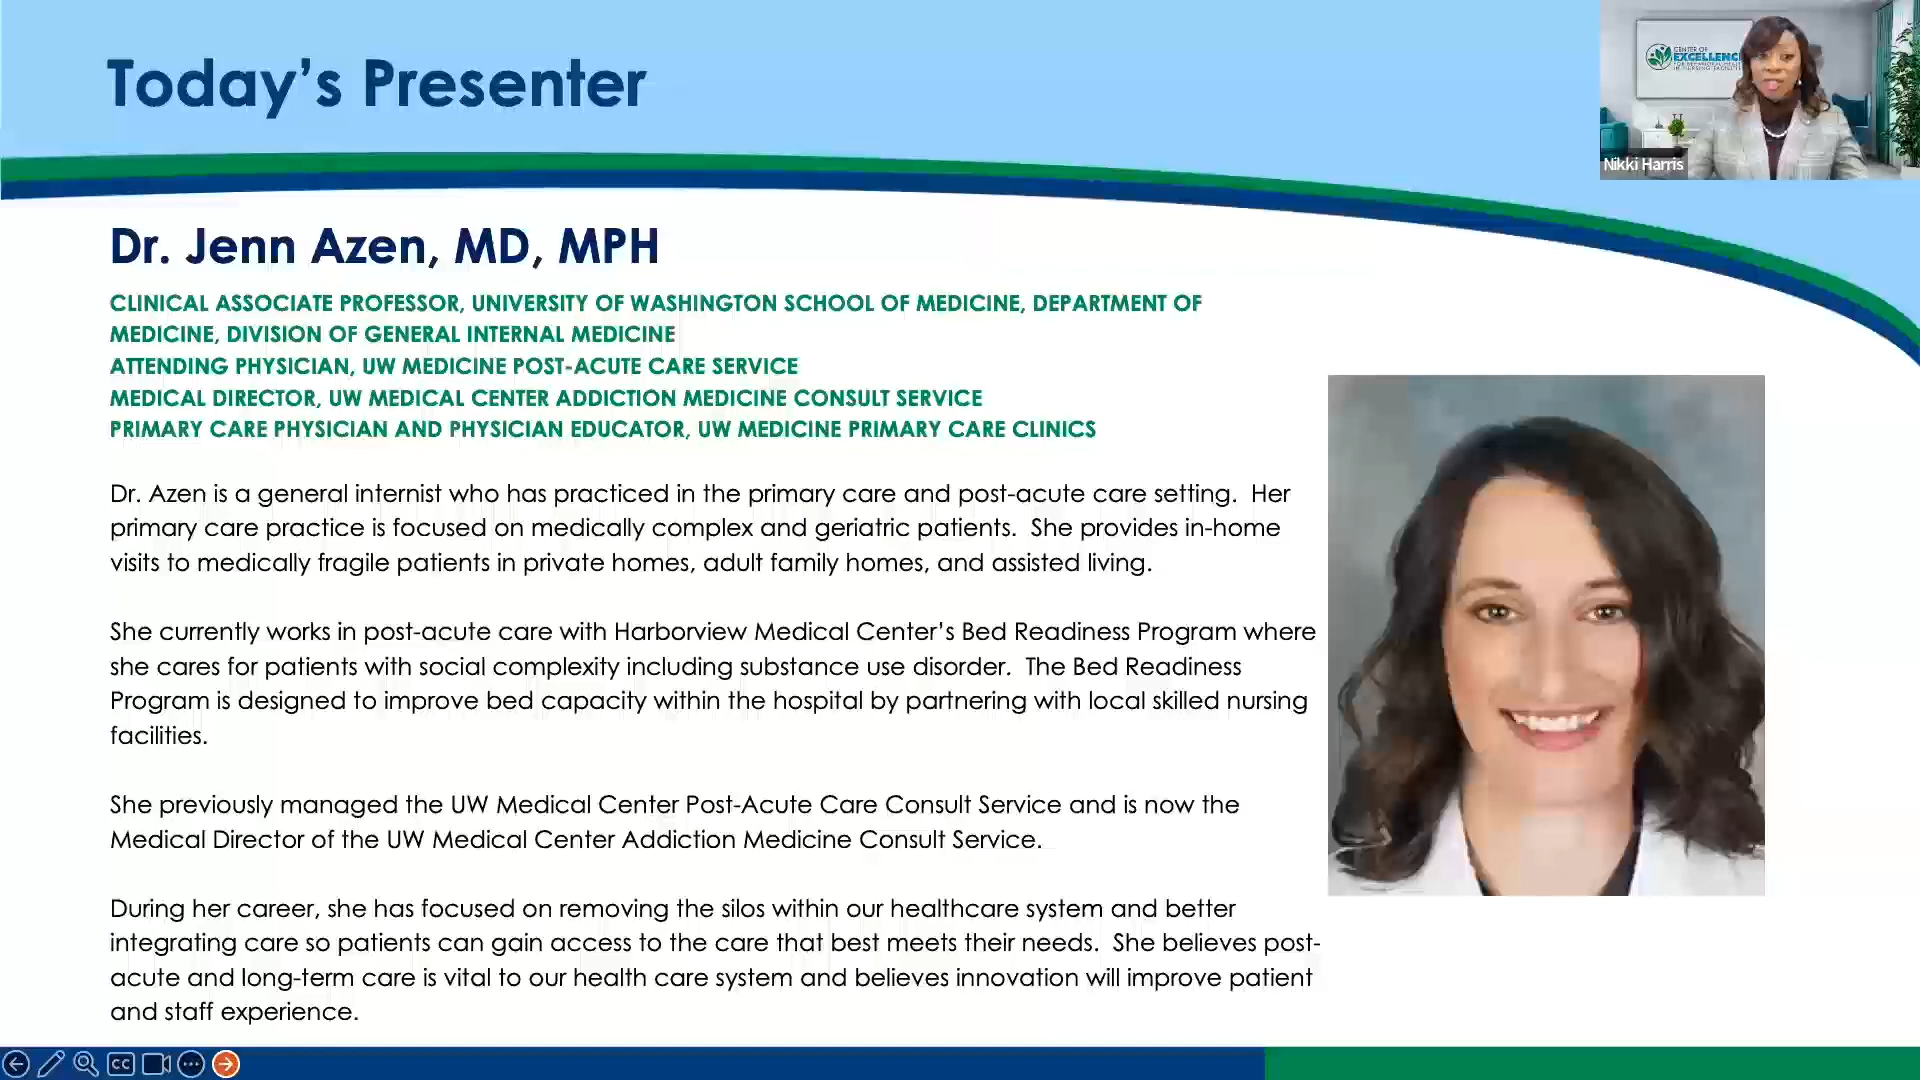 Today's Presenter
CENTER OF
EXCELLENC
Nikki Harris
Dr. Jenn Azen, MD, MPH
CLINICAL ASSOCIATE PROFESSOR, UNIVERSITY OF WASHINGTON SCHOOL OF MEDICINE, DEPARTMENT OF
MEDICINE, DIVISION OF GENERAL INTERNAL MEDICINE
ATTENDING PHYSICIAN, UW MEDICINE POST-ACUTE CARE SERVICE
MEDICAL DIRECTOR, UW MEDICAL CENTER ADDICTION MEDICINE CONSULT SERVICE
PRIMARY CARE PHYSICIAN AND PHYSICIAN EDUCATOR, UW MEDICINE PRIMARY CARE CLINICS
Dr. Azen is a general internist who has practiced in the primary care and post-acute care setting.  Her
primary care practice is focused on medically complex and geriatric patients.  She provides in-home
visits to medically fragile patients in private homes, adult family homes, and assisted living.
She currently works in post-acute care with Harborview Medical Center's Bed Readiness Program where
she cares for patients with social complexity including substance use disorder.  The Bed Readiness
Program is designed to improve bed capacity within the hospital by partnering with local skilled nursing
facilities.
She previously managed the UW Medical Center Post-Acute Care Consult Service and is now the
Medical Director of the UW Medical Center Addiction Medicine Consult Service.
During her career, she has focused on removing the silos within our healthcare system and better
integrating care so patients can gain access to the care that best meets their needs.  She believes post-
acute and long-term care is vital to our health care system and believes innovation will improve patient
and staff experience.
CC